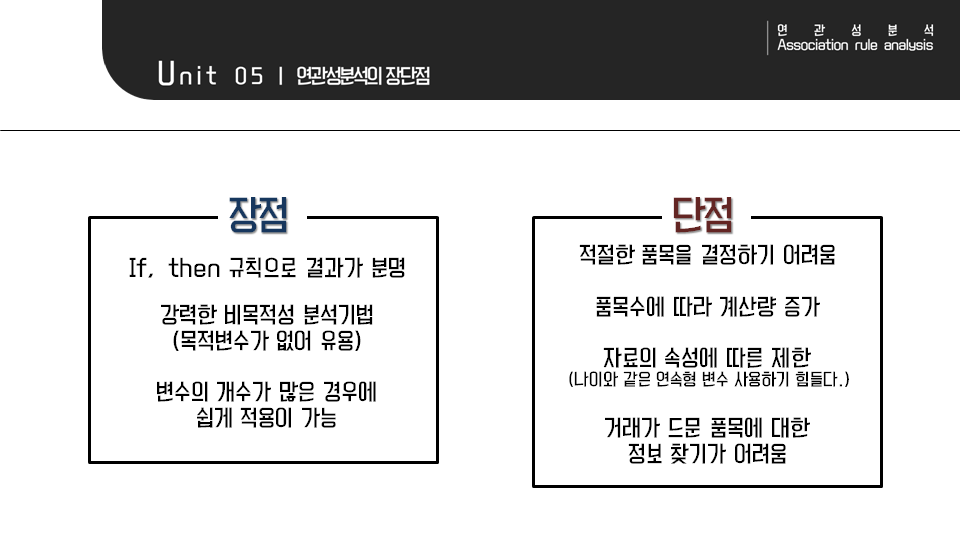 연 관 성 분 석
Association rule analysis
Unit 05 | 연관성분석의 장단점
장점
If, then 규칙으로 결과가 분명
강력한 비목적성 분석기법
(목적변수가 없어 유용)
변수의 개수가 많은 경우에
쉽게 적용이 가능
단점
적절한 품목을 결정하기 어려움
품목수에 따라 계산량 증가
자료의 속성에 따른 제한
(나이와 같은 연속형 변수 사용하기 힘들다.)
거래가 드문 품목에 대한
정보 찾기가 어려움